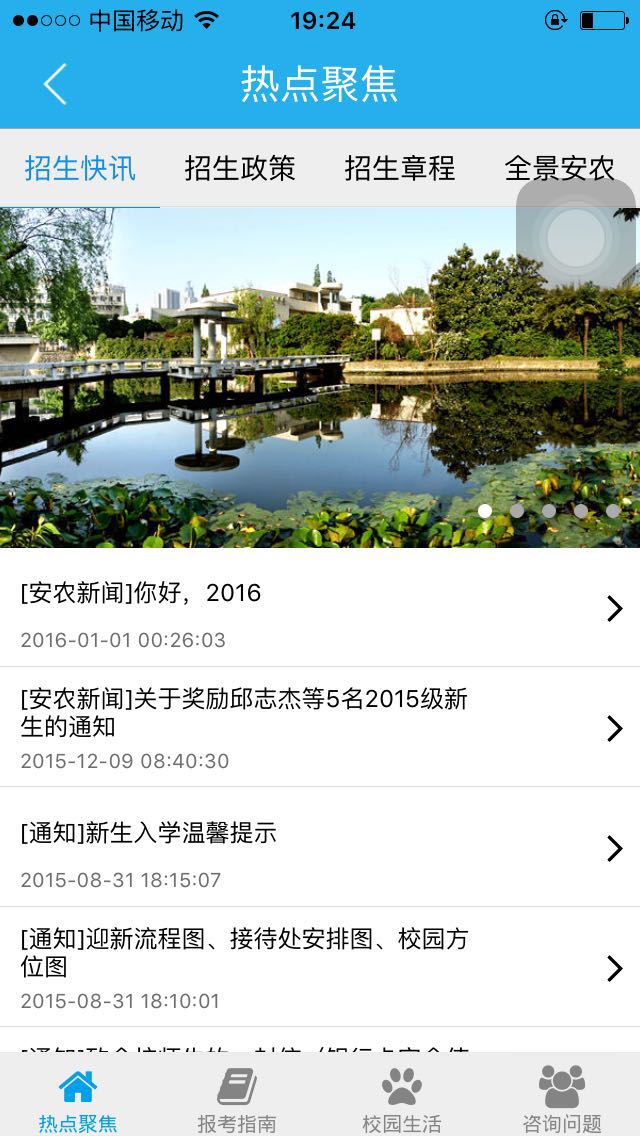 中国移动
19:24
热点聚焦
招生快讯 招生政策 招生章程 全景安农
[安农新闻]你好，2016
2016-01-01 00:26:03
[安农新闻]关于奖励邱志杰等5名2015级新
生的通知
2015-12-09 08:40:30
[通知]新生入学温馨提示
2015-08-31 18:15:07
[通知]迎新流程图、接待处安排图、校园方
位图
2015-08-31 18:10:01
热点聚焦 报考指南 校园生活 咨询问题